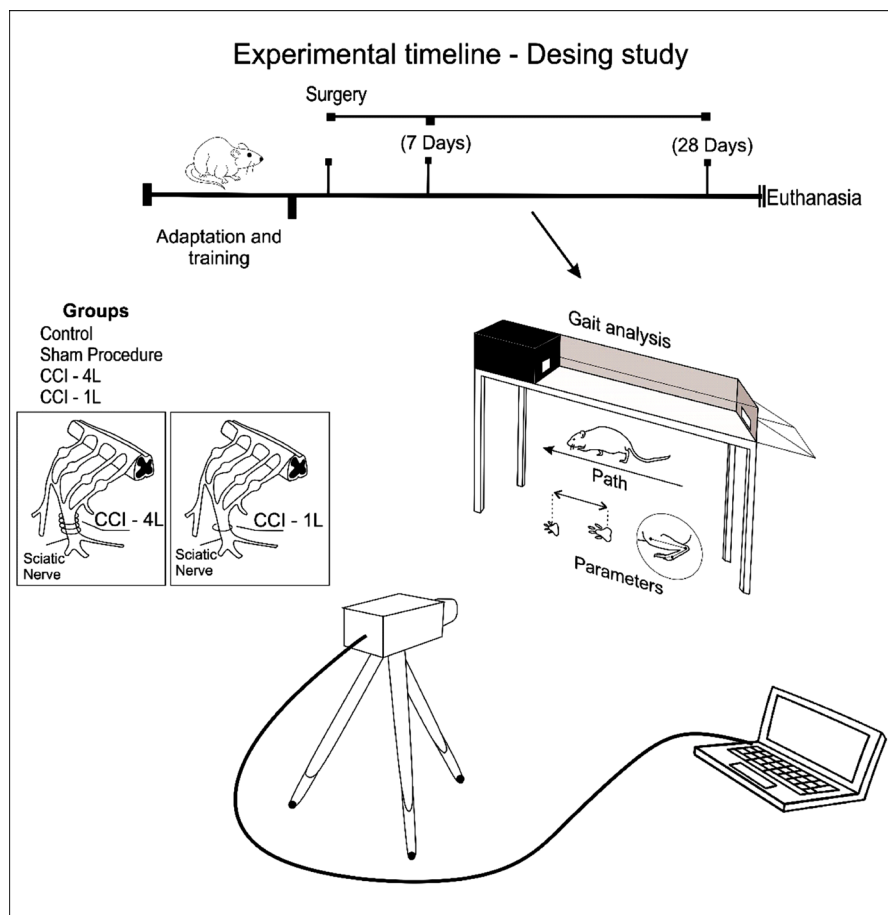 Experimental timeline - Desing study
Surgery
(7 Days)
(28 Days)
Euthanasia
Adaptation and
training
Groups
Control
Sham Procedure
CCI - 4L
CCI - 1L
CCI - 4L
Sciatic
Nerve
CCI - 1L
Sciatic
Nerve
Gait analysis
Path
Parameters